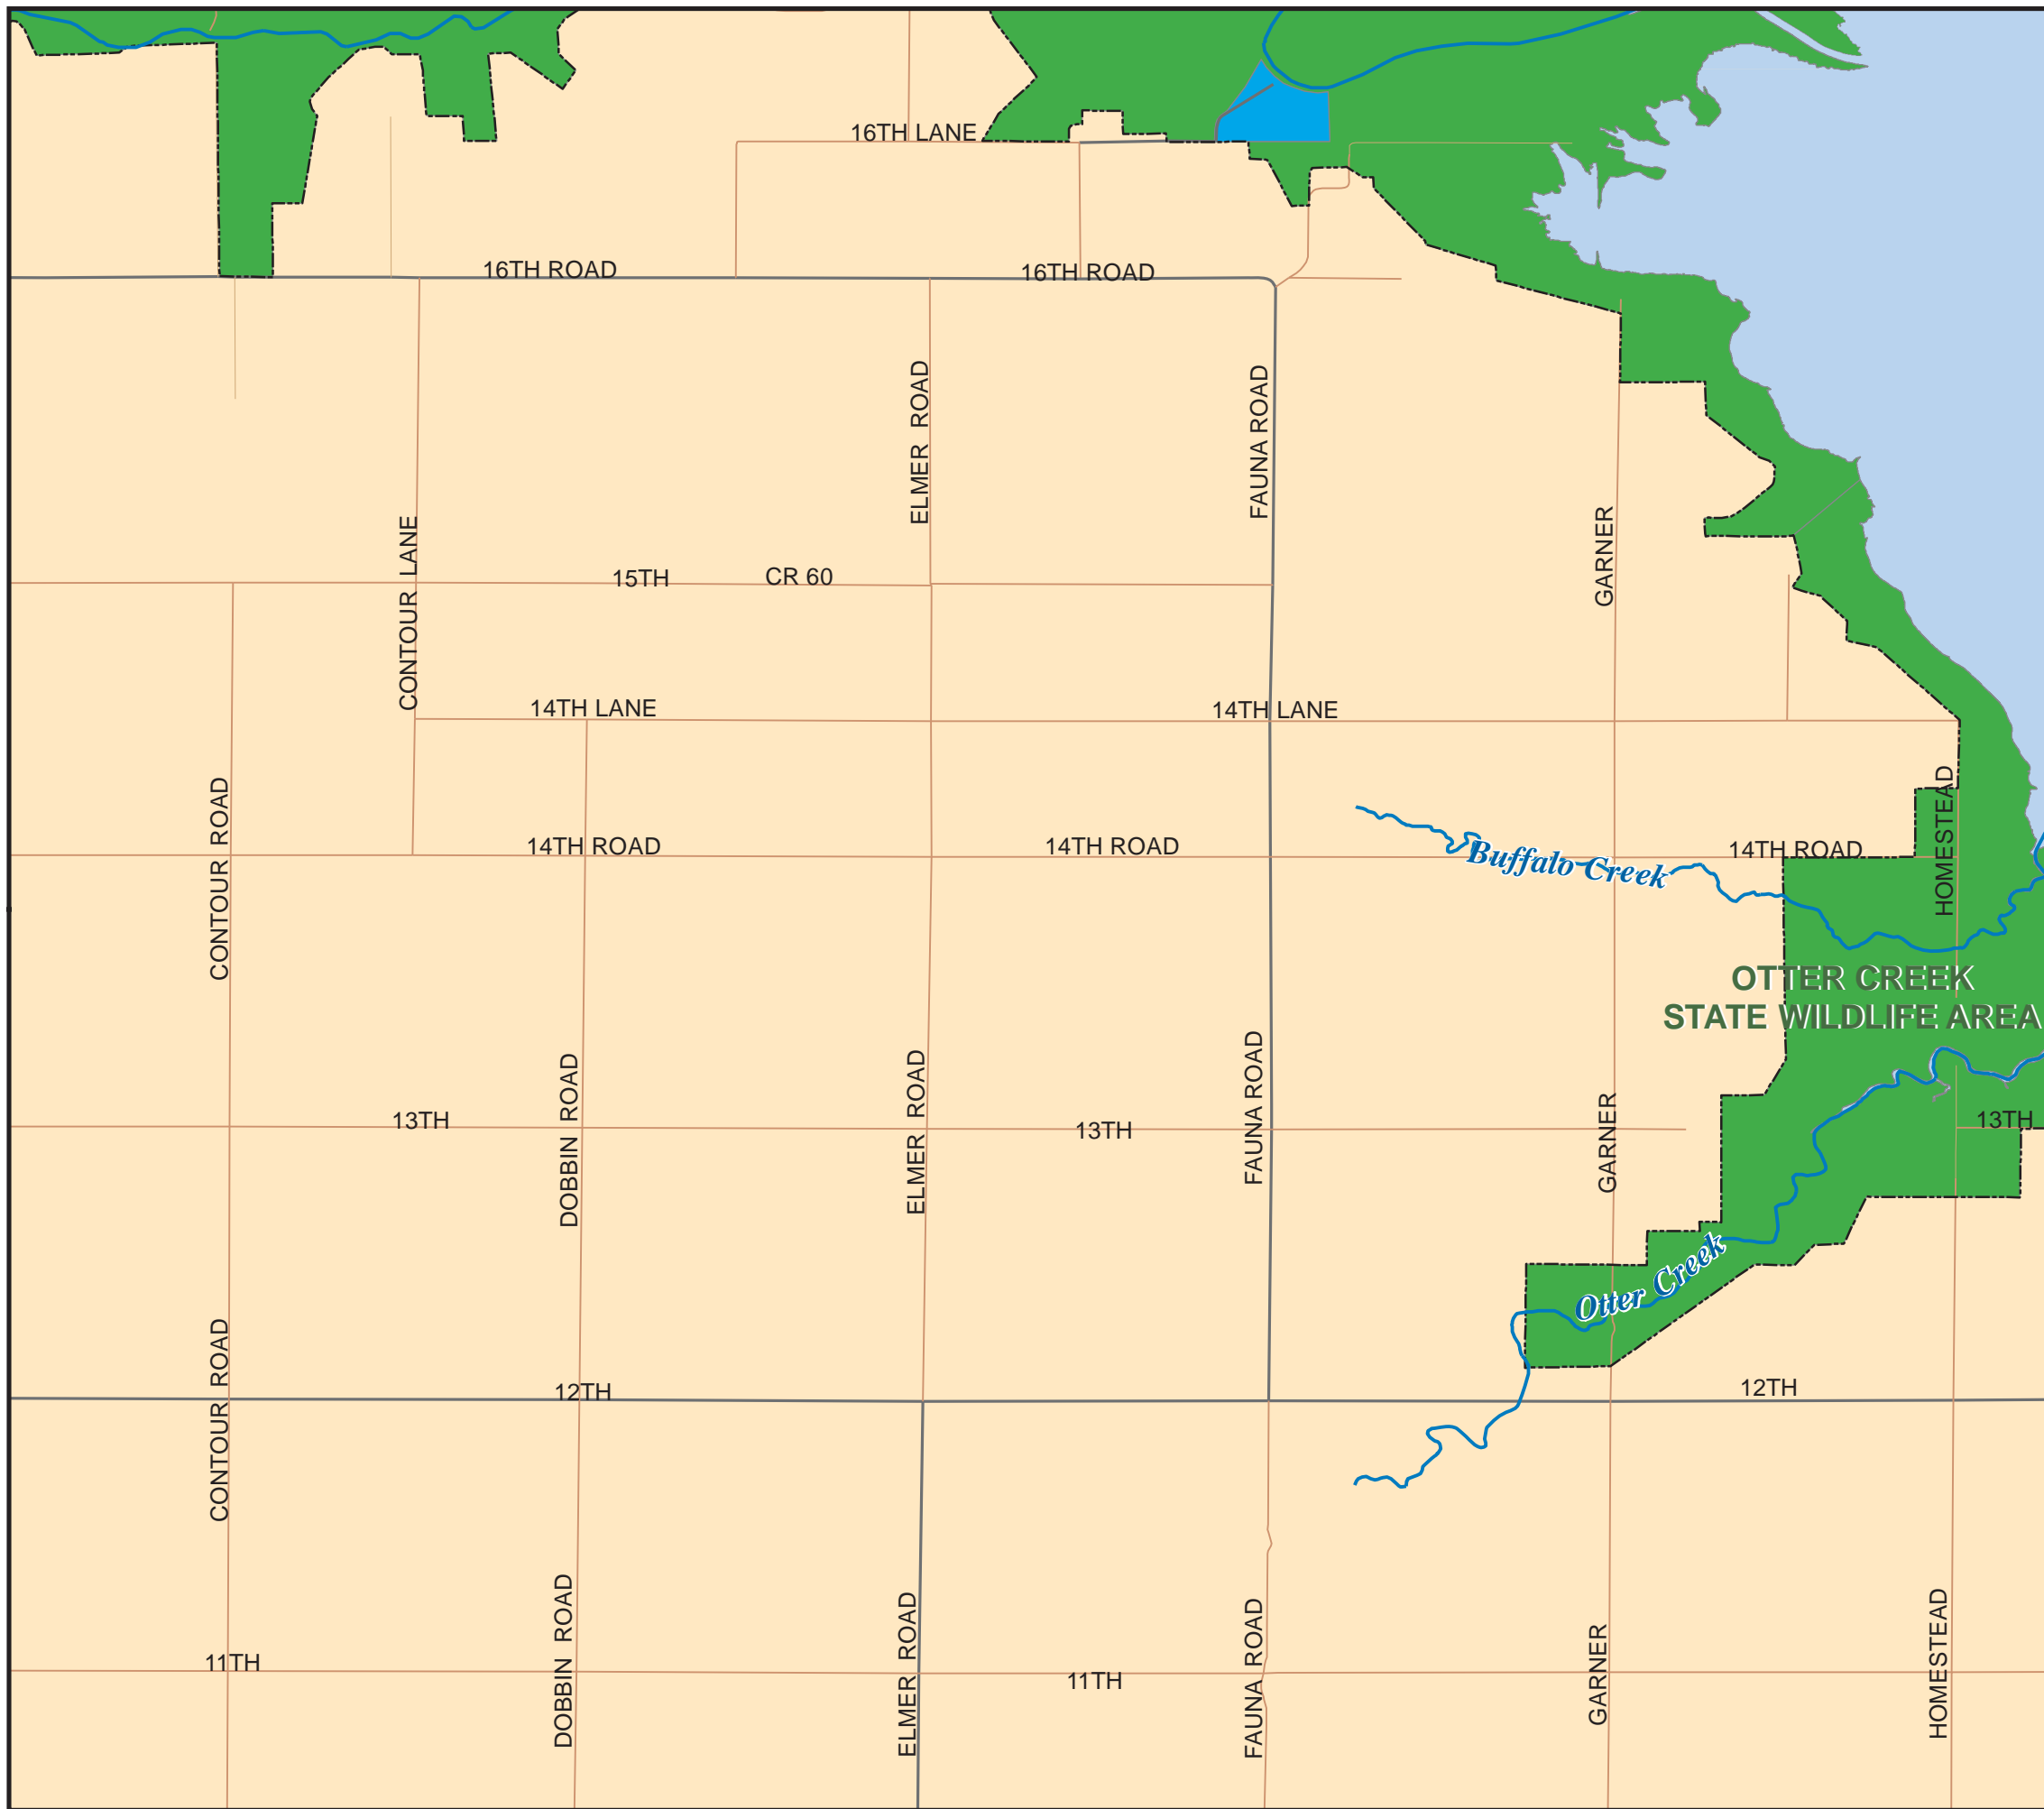 16TH LANE
16TH ROAD
16TH ROAD
ELMER ROAD
FAUNA ROAD
CONTOUR LANE
GARNER
15TH
CR 60
14TH LANE
14TH LANE
CONTOUR ROAD
HOMESTEAD
14TH ROAD
14TH ROAD
14TH ROAD
Buffalo Creek
OTTER CREEK
STATE WILDLIFE AREA
DOBBIN ROAD
ELMER ROAD
FAUNA ROAD
GARNER
13TH
13TH
13TH
Otter Creek
CONTOUR ROAD
12TH
12TH
DOBBIN ROAD
ELMER ROAD
FAUNA ROAD
GARNER
HOMESTEAD
11TH
11TH